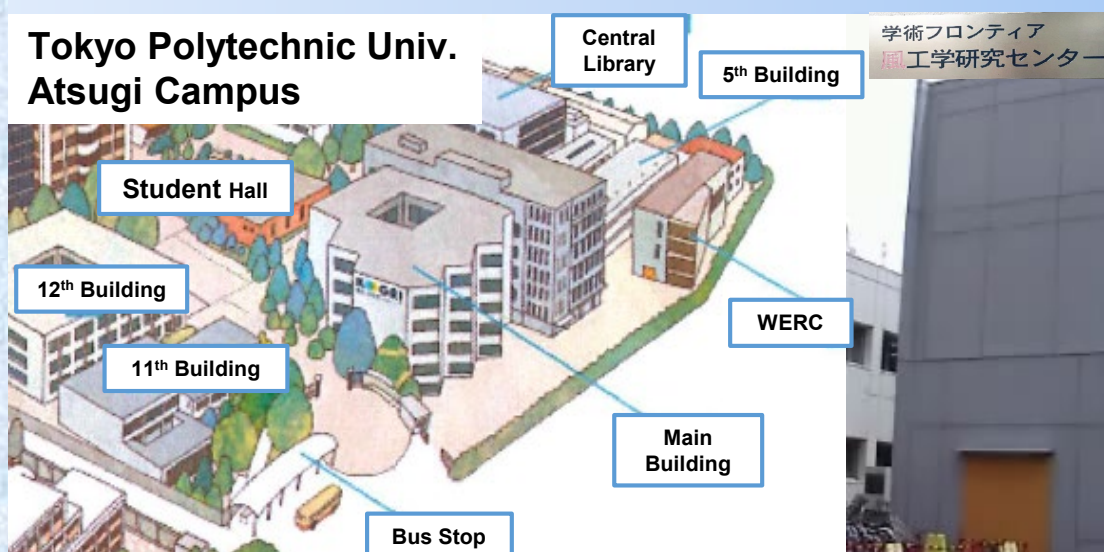 Tokyo Polytechnic Univ.
Atsugi Campus
Central
Library
5th Building
学術フロンティア
風工学研究センター
Student Hall
12th Building
WERC
11th Building
Main
Building
Bus Stop